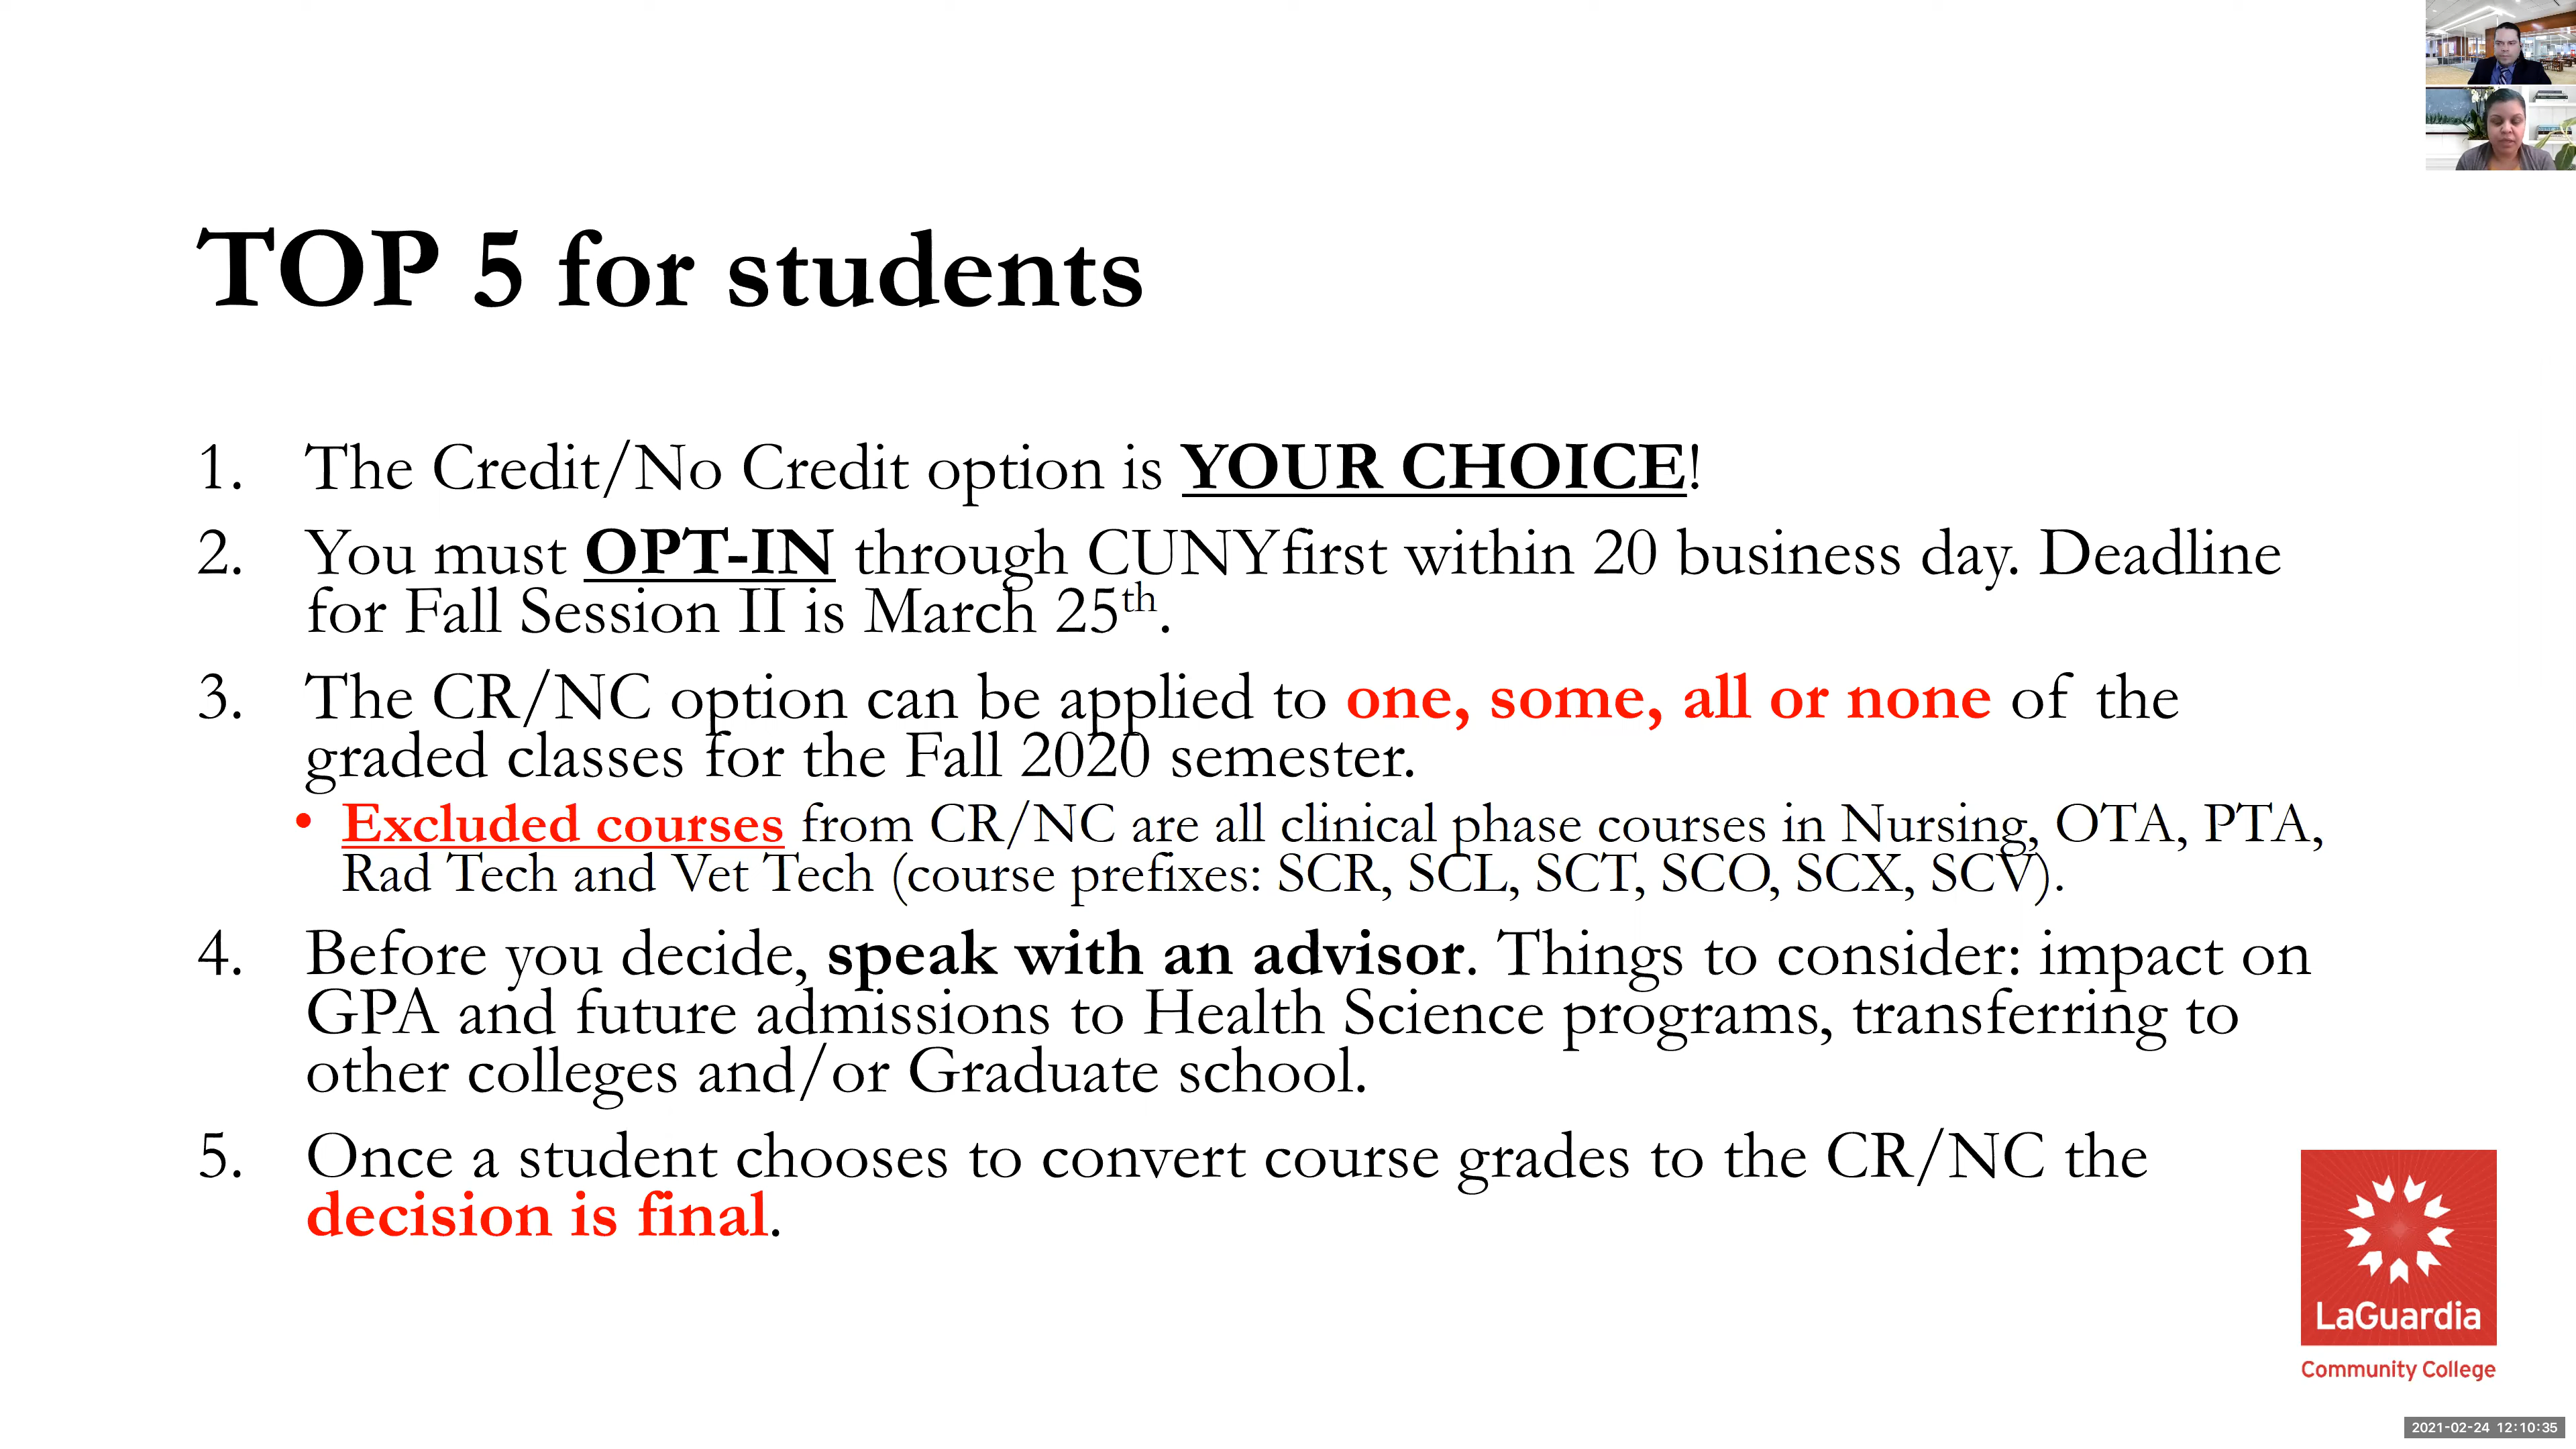 TOP 5 for students
1. The Credit/No Credit option is YOUR CHOICE!
2. You must OPT-IN through CUNYfirst within 20 business day. Deadline
for Fall Session II is March 25th.
3. The CR/NC option can be applied to one, some, all or none of the
graded classes for the Fall 2020 semester.
• Excluded courses from CR/NC are all clinical phase courses in Nursing, OTA, PTA,
Rad Tech and Vet Tech (course prefixes: SCR, SCL, SCT, SCO, SCX, SCV).
4. Before you decide, speak with an advisor. Things to consider: impact on
GPA and future admissions to Health Science programs, transferring to
other colleges and/or Graduate school.
5. Once a student chooses to convert course grades to the CR/NC the
decision is final.
LaGuardia
Community College
2021-02-24 12:10:35